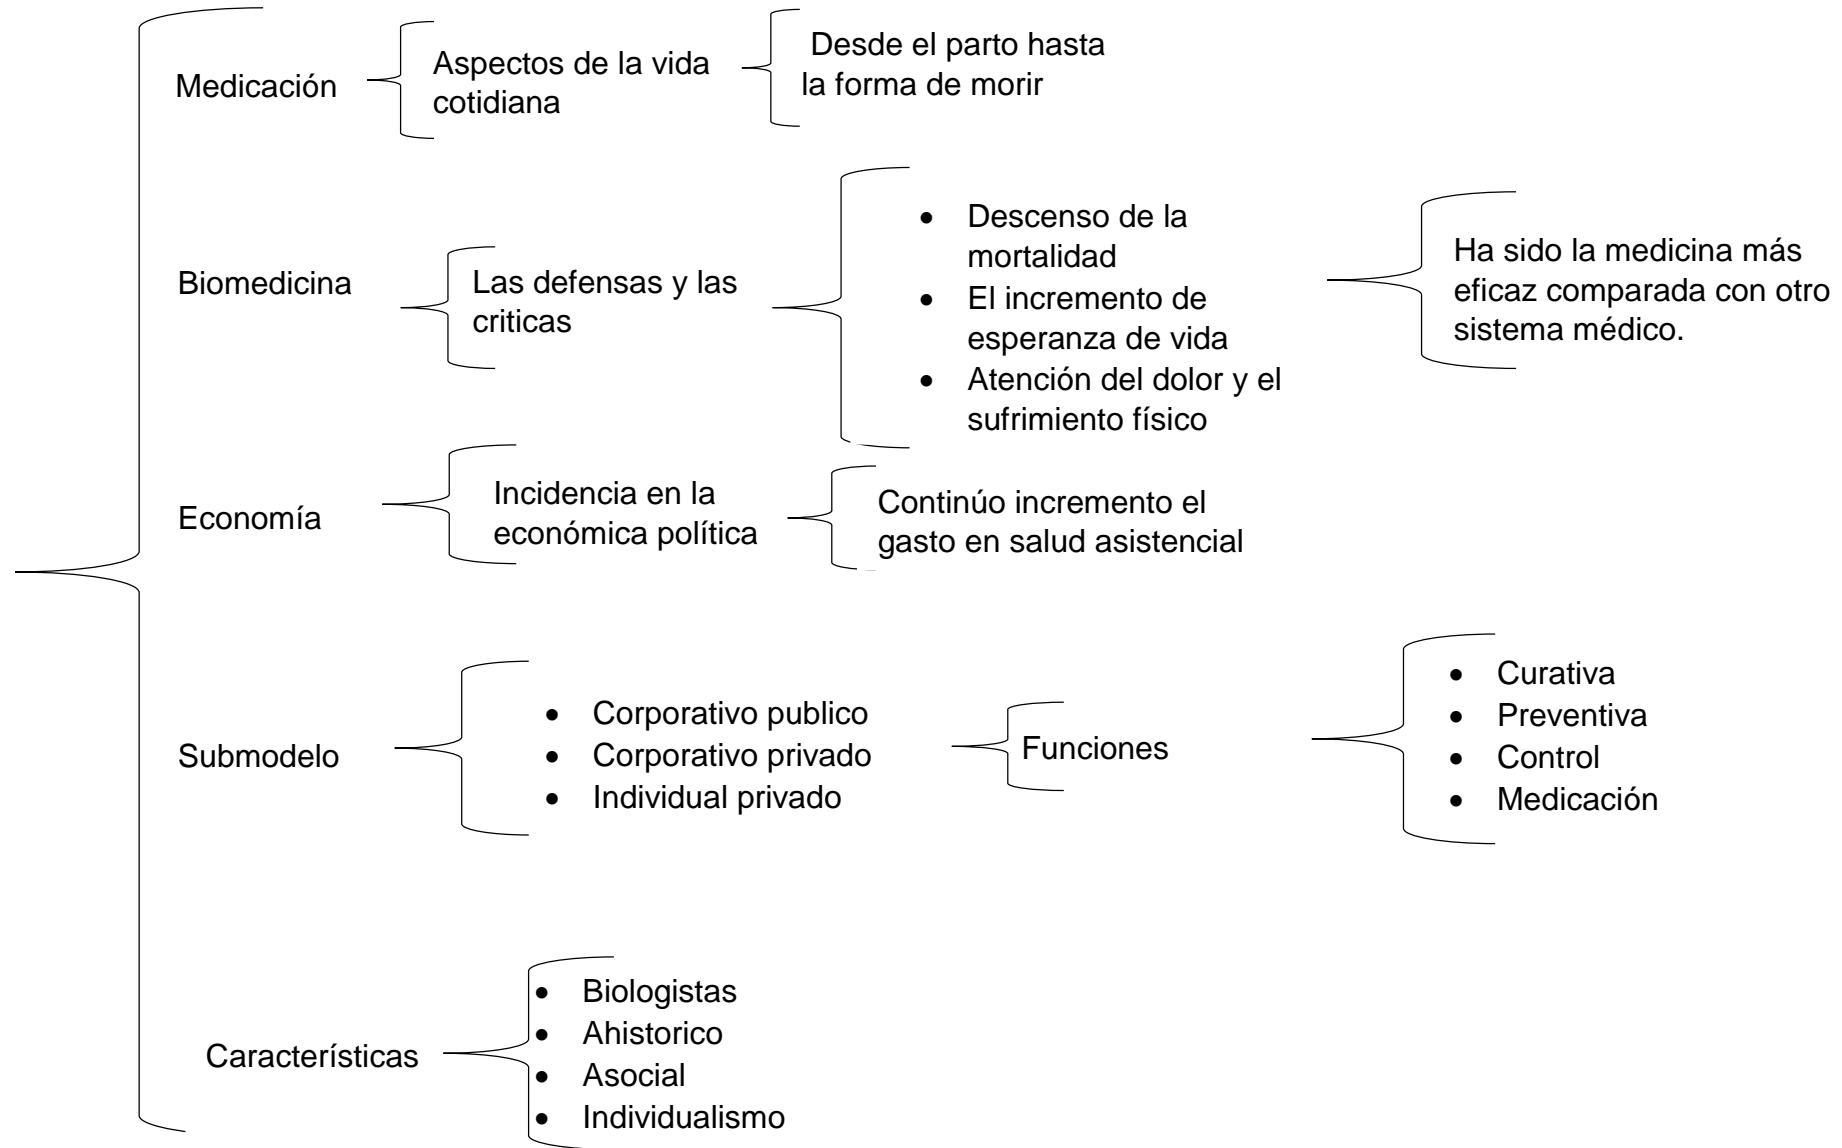 Medicación
Aspectos de la vida
cotidiana
Desde el parto hasta
la forma de morir
Biomedicina
Las defensas y las
criticas
• Descenso de la
mortalidad
• El incremento de
esperanza de vida
• Atención del dolor y el
sufrimiento físico
Ha sido la medicina más
eficaz comparada con otro
sistema médico.
Economía
Incidencia en la
económica política
Continúo incremento el
gasto en salud asistencial
Submodelo
• Corporativo publico
• Corporativo privado
• Individual privado
Funciones
• Curativa
• Preventiva
• Control
• Medicación
Características
• Biologistas
• Ahistorico
• Asocial
• Individualismo